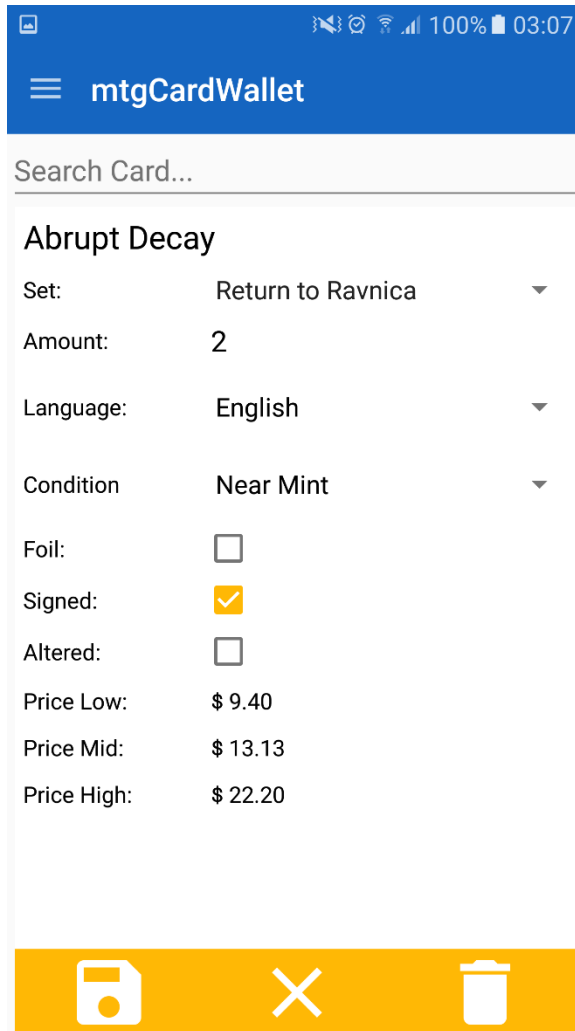 100% 03:07
mtgCardWallet
Search Card...
Abrupt Decay
Set: Return to Ravnica
Amount: 2
Language: English
Condition Near Mint
Foil:
Signed:
Altered:
Price Low: $ 9.40
Price Mid: $ 13.13
Price High: $ 22.20